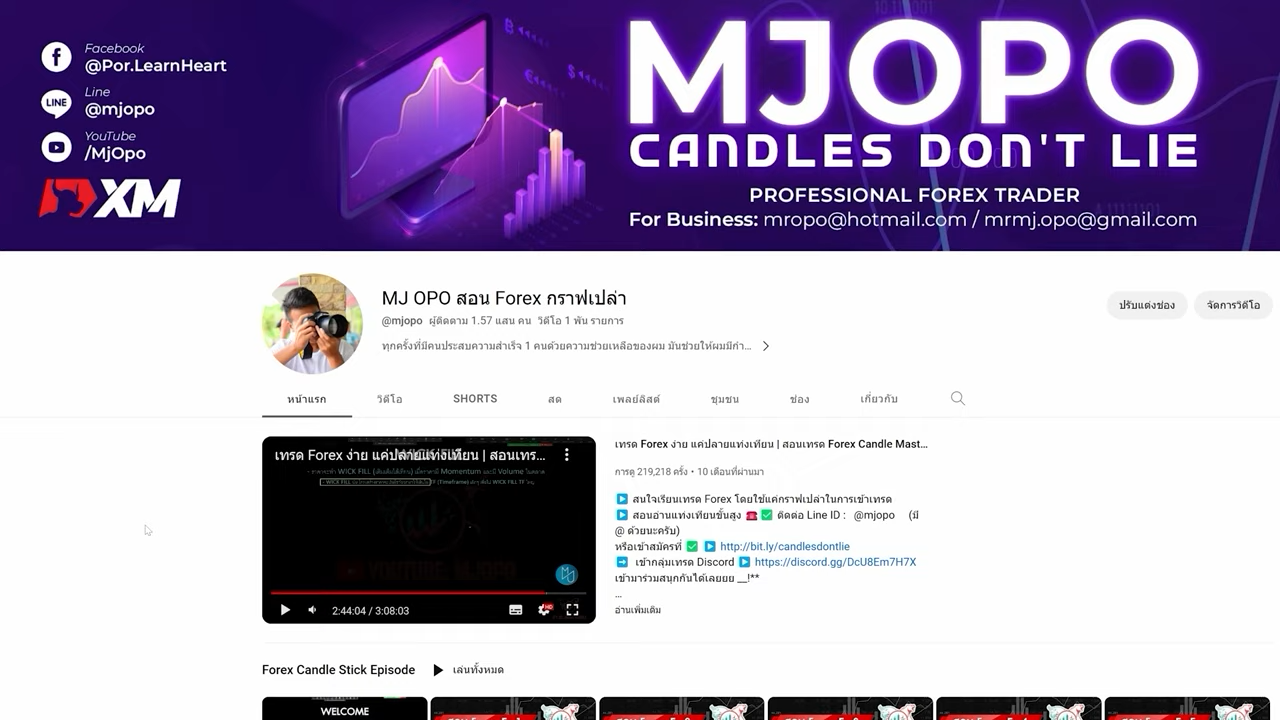 Facebook
@Por.LearnHeart
Line
LINE
@mjopo
YouTube
/MjOpo
XM
MJOPO
CANDLES DON'T LIE
PROFESSIONAL FOREX TRADER
For Business: mropo@hotmail.com / mrmj.opo@gmail.com
MJ OPO สอน Forex กราฟเปล่า
@mjopo ผู้ติดตาม 1.57 แสน คน วิดีโอ 1 พัน รายการ
ทุกครั้งที่มีคนประสบความสำเร็จ 1 คนด้วยความช่วยเหลือของผม มันช่วยให้ผมมีกำ...
ปรับแต่งช่อง
จัดการวิดีโอ
หน้าแรก วิดีโอ SHORTS สด เพลย์ลิสต์ ชุมชน ช่อง เกี่ยวกับ
เทรด Forex ง่าย แค่ปลายแท่งเทียน | สอนเทร...
2:44:04 / 3:08:03
เทรด Forex ง่าย แค่ปลายแท่งเทียน | สอนเทรด Forex Candle Mast...
การดู 219,218 ครั้ง • 10 เดือนที่ผ่านมา
สนใจเรียนเทรด Forex โดยใช้แค่กราฟเปล่าในการเข้าเทรด
สอนอ่านแท่งเทียนขั้นสูง ☎️ ✅ ติดต่อ Line ID : @mjopo (มี
@ ด้วยนะครับ)
หรือเข้าสมัครที่ ✅ ▶️ http://bit.ly/candlesdontlie
➡️ เข้ากลุ่มเทรด Discord ▶️ https://discord.gg/DcU8Em7H7X
เข้ามาร่วมสนุกกันได้เลยยย __!**
...
อ่านเพิ่มเติม
Forex Candle Stick Episode ▶ เล่นทั้งหมด
WELCOME